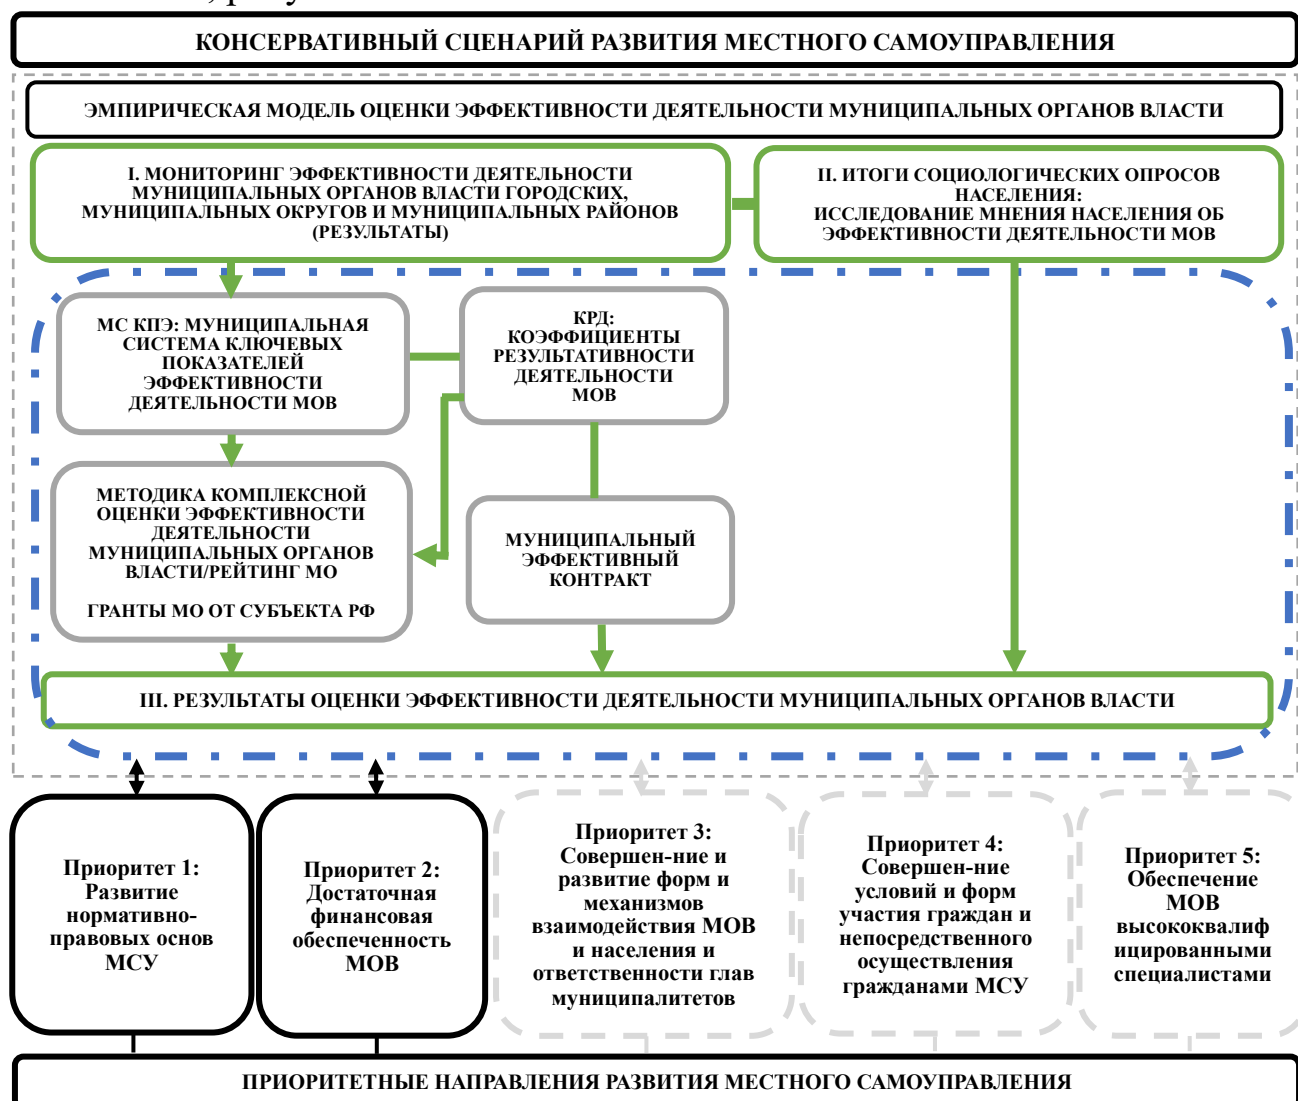 КОНСЕРВАТИВНЫЙ СЦЕНАРИЙ РАЗВИТИЯ МЕСТНОГО САМОУПРАВЛЕНИЯ
ЭМПИРИЧЕСКАЯ МОДЕЛЬ ОЦЕНКИ ЭФФЕКТИВНОСТИ ДЕЯТЕЛЬНОСТИ МУНИЦИПАЛЬНЫХ ОРГАНОВ ВЛАСТИ
I. МОНИТОРИНГ ЭФФЕКТИВНОСТИ ДЕЯТЕЛЬНОСТИ
МУНИЦИПАЛЬНЫХ ОРГАНОВ ВЛАСТИ ГОРОДСКИХ,
МУНИЦИПАЛЬНЫХ ОКРУГОВ И МУНИЦИПАЛЬНЫХ РАЙОНОВ
(РЕЗУЛЬТАТЫ)
II. ИТОГИ СОЦИОЛОГИЧЕСКИХ ОПРОСОВ
НАСЕЛЕНИЯ:
ИССЛЕДОВАНИЕ МНЕНИЯ НАСЕЛЕНИЯ ОБ
ЭФФЕКТИВНОСТИ ДЕЯТЕЛЬНОСТИ МОВ
МС КПЭ: МУНИЦИПАЛЬНАЯ
СИСТЕМА КЛЮЧЕВЫХ
ПОКАЗАТЕЛЕЙ
ЭФФЕКТИВНОСТИ
ДЕЯТЕЛЬНОСТИ МОВ
КРД:
КОЭФФИЦИЕНТЫ
РЕЗУЛЬТАТИВНОСТИ
ДЕЯТЕЛЬНОСТИ
МОВ
МЕТОДИКА КОМПЛЕКСНОЙ
ОЦЕНКИ ЭФФЕКТИВНОСТИ
ДЕЯТЕЛЬНОСТИ
МУНИЦИПАЛЬНЫХ ОРГАНОВ
ВЛАСТИ/РЕЙТИНГ МО
ГРАНТЫ МО ОТ СУБЪЕКТА РФ
МУНИЦИПАЛЬНЫЙ
ЭФФЕКТИВНЫЙ
КОНТРАКТ
III. РЕЗУЛЬТАТЫ ОЦЕНКИ ЭФФЕКТИВНОСТИ ДЕЯТЕЛЬНОСТИ МУНИЦИПАЛЬНЫХ ОРГАНОВ ВЛАСТИ
Приоритет 1:
Развитие
нормативно-
правовых основ
МСУ
Приоритет 2:
Достаточная
финансовая
обеспеченность
МОВ
Приоритет 3:
Совершен-ние и
развитие форм и
механизмов
взаимодействия МОВ
и населения и
ответственности глав
муниципалитетов
Приоритет 4:
Совершен-ние
условий и форм
участия граждан и
непосредственного
осуществления
гражданами МСУ
Приоритет 5:
Обеспечение
МОВ
высококвалиф
ицированными
специалистами
ПРИОРИТЕТНЫЕ НАПРАВЛЕНИЯ РАЗВИТИЯ МЕСТНОГО САМОУПРАВЛЕНИЯ